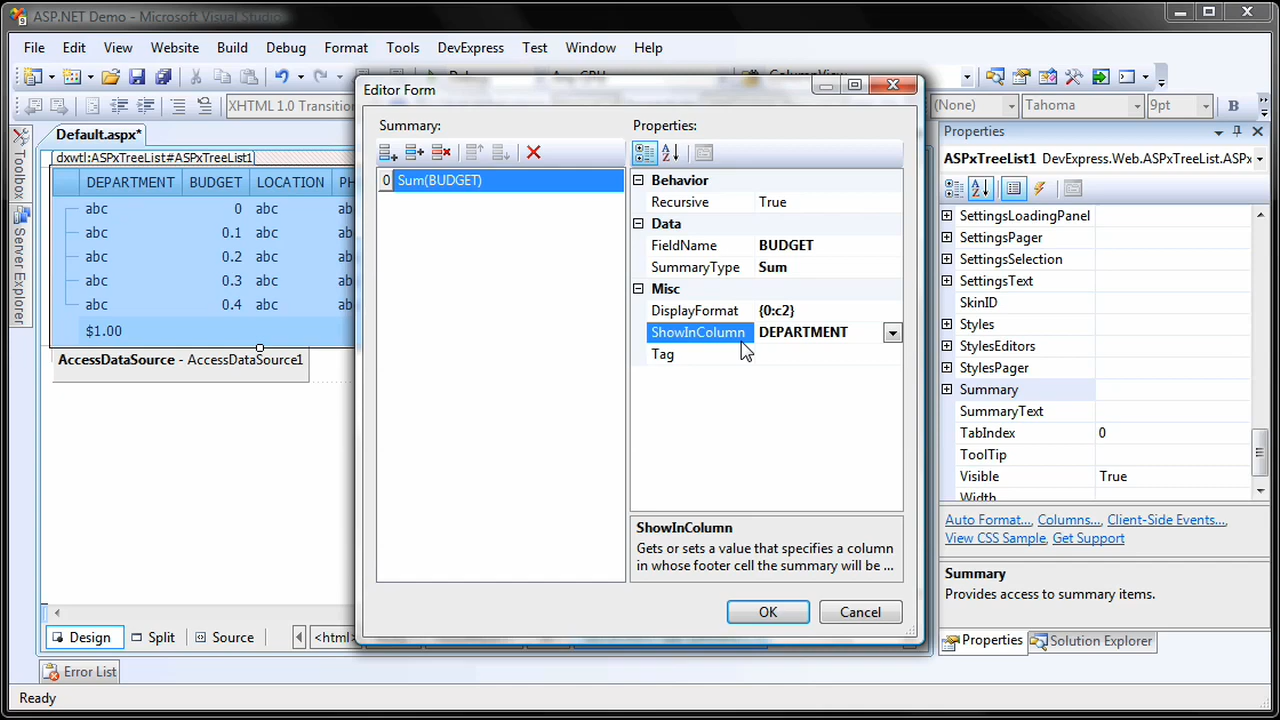 ASP.NET Demo - Microsoft Visual Studio
File Edit View Website Build Debug Format Tools DevExpress Test Window Help
XHTML 1.0 Transition
(None) Tahoma 9pt B
Default.aspx*
Toolbox
Server Explorer
dxwtl:ASPxTreeList#ASPxTreeList1
DEPARTMENT BUDGET LOCATION PH
abc 0 abc ab
abc 0.1 abc ab
abc 0.2 abc ab
abc 0.3 abc ab
abc 0.4 abc ab
$1.00
AccessDataSource - AccessDataSource1
Editor Form
Summary:
0 Sum(BUDGET)
Properties:
Behavior
Recursive True
Data
FieldName BUDGET
SummaryType Sum
Misc
DisplayFormat {0:c2}
ShowInColumn DEPARTMENT
Tag
ShowInColumn
Gets or sets a value that specifies a column
in whose footer cell the summary will be ...
OK Cancel
Properties
ASPxTreeList1 DevExpress.Web.ASPxTreeList.ASPx
SettingsLoadingPanel
SettingsPager
SettingsSelection
SettingsText
SkinID
Styles
StylesEditors
StylesPager
Summary
SummaryText
TabIndex 0
ToolTip
Visible True
Width
Auto Format..., Columns..., Client-Side Events...,
View CSS Sample, Get Support
Summary
Provides access to summary items.
Properties Solution Explorer
Design Split Source <html>
Error List
Ready